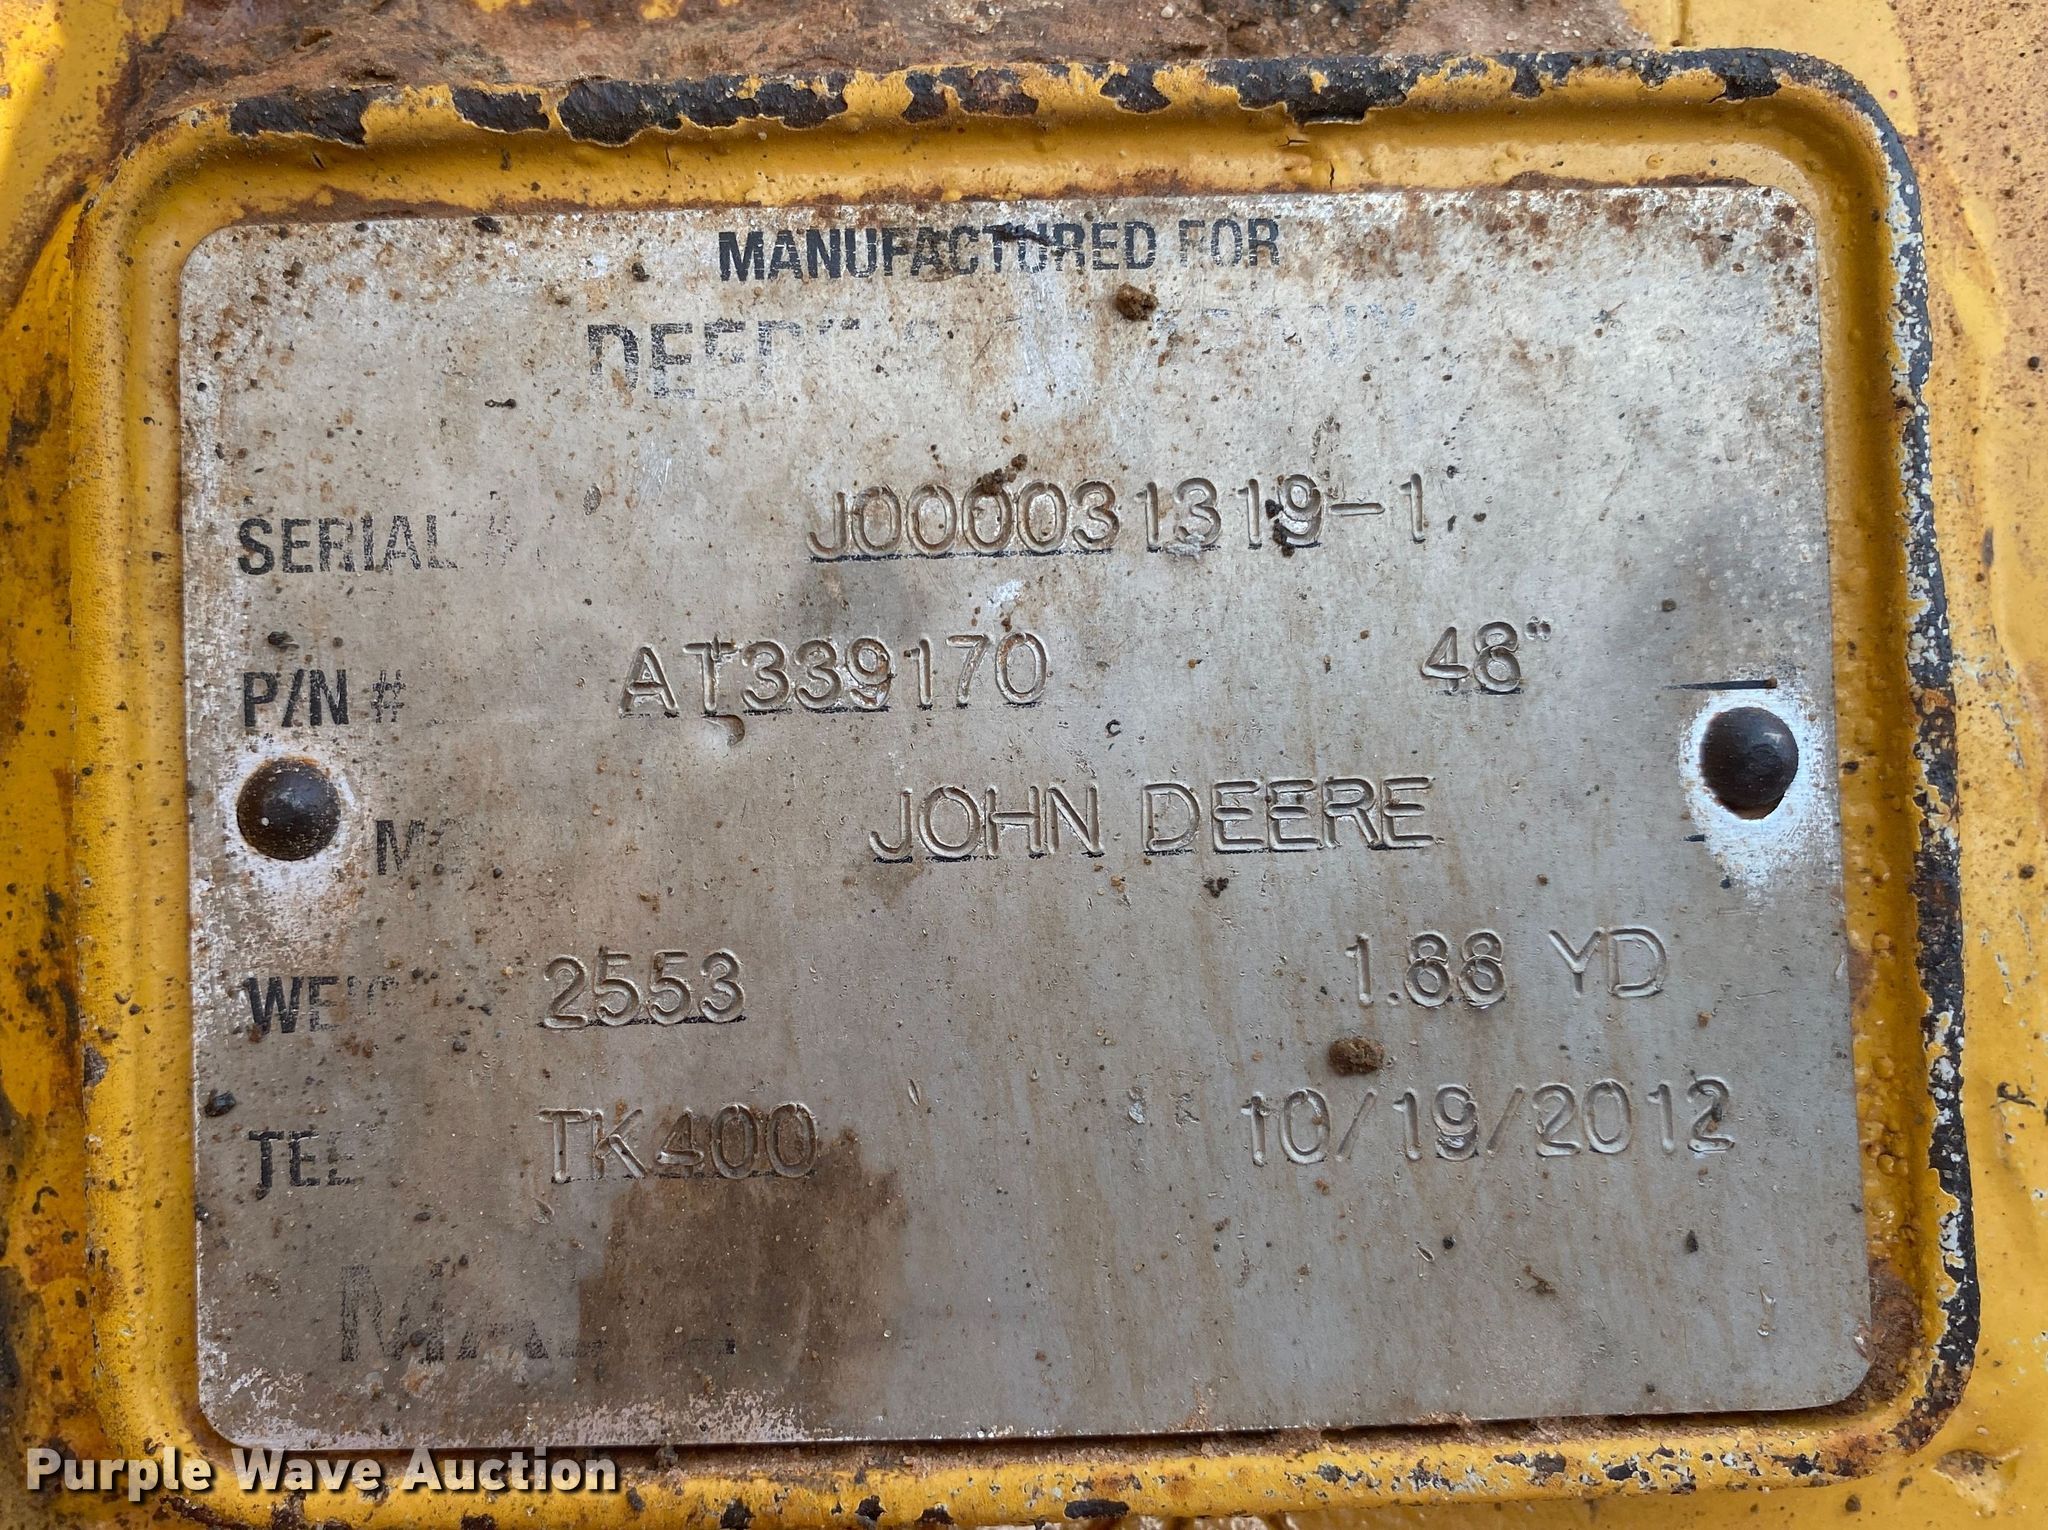 MANUFACTURED FOR
SERIAL # J000031319-1
P/N # AT339170 48"
JOHN DEERE
2553 1.88 YD
TK400 10/19/2012
Purple Wave Auction